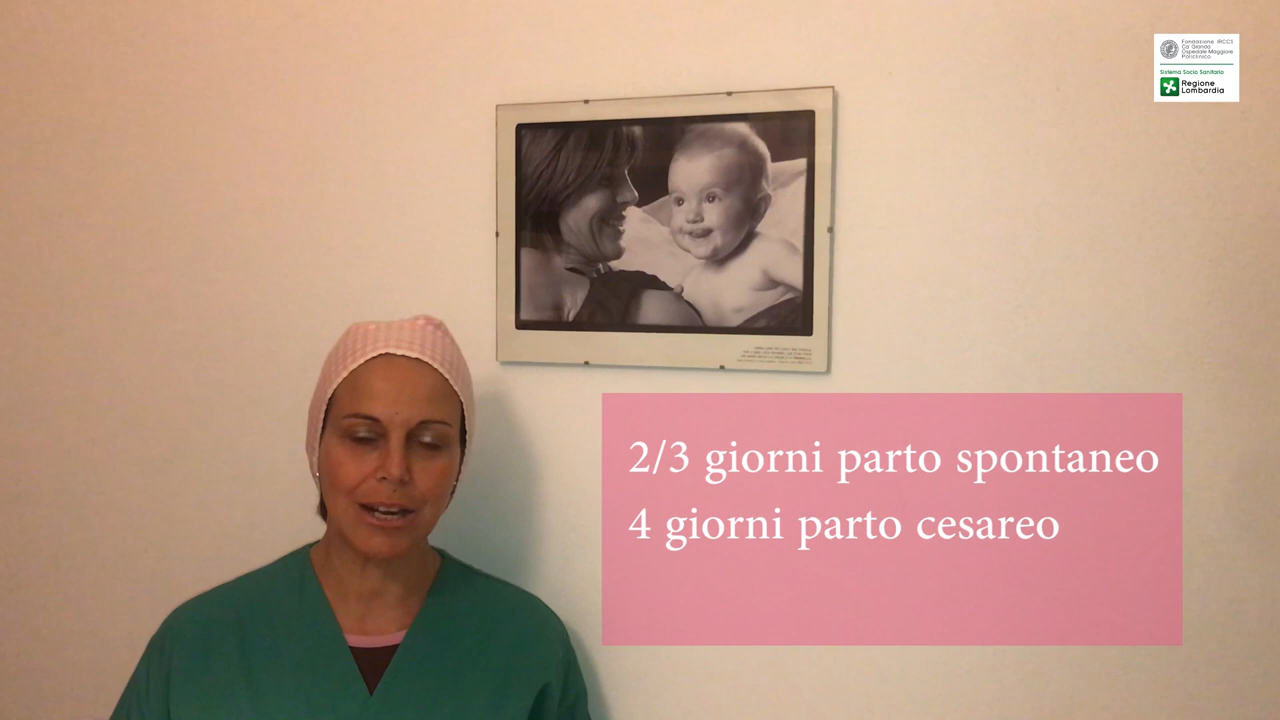 Fondazione IRCCS
Ca' Granda
Ospedale Maggiore
Policlinico
Sistema Socio Sanitario
Regione
Lombardia
2/3 giorni parto spontaneo
4 giorni parto cesareo